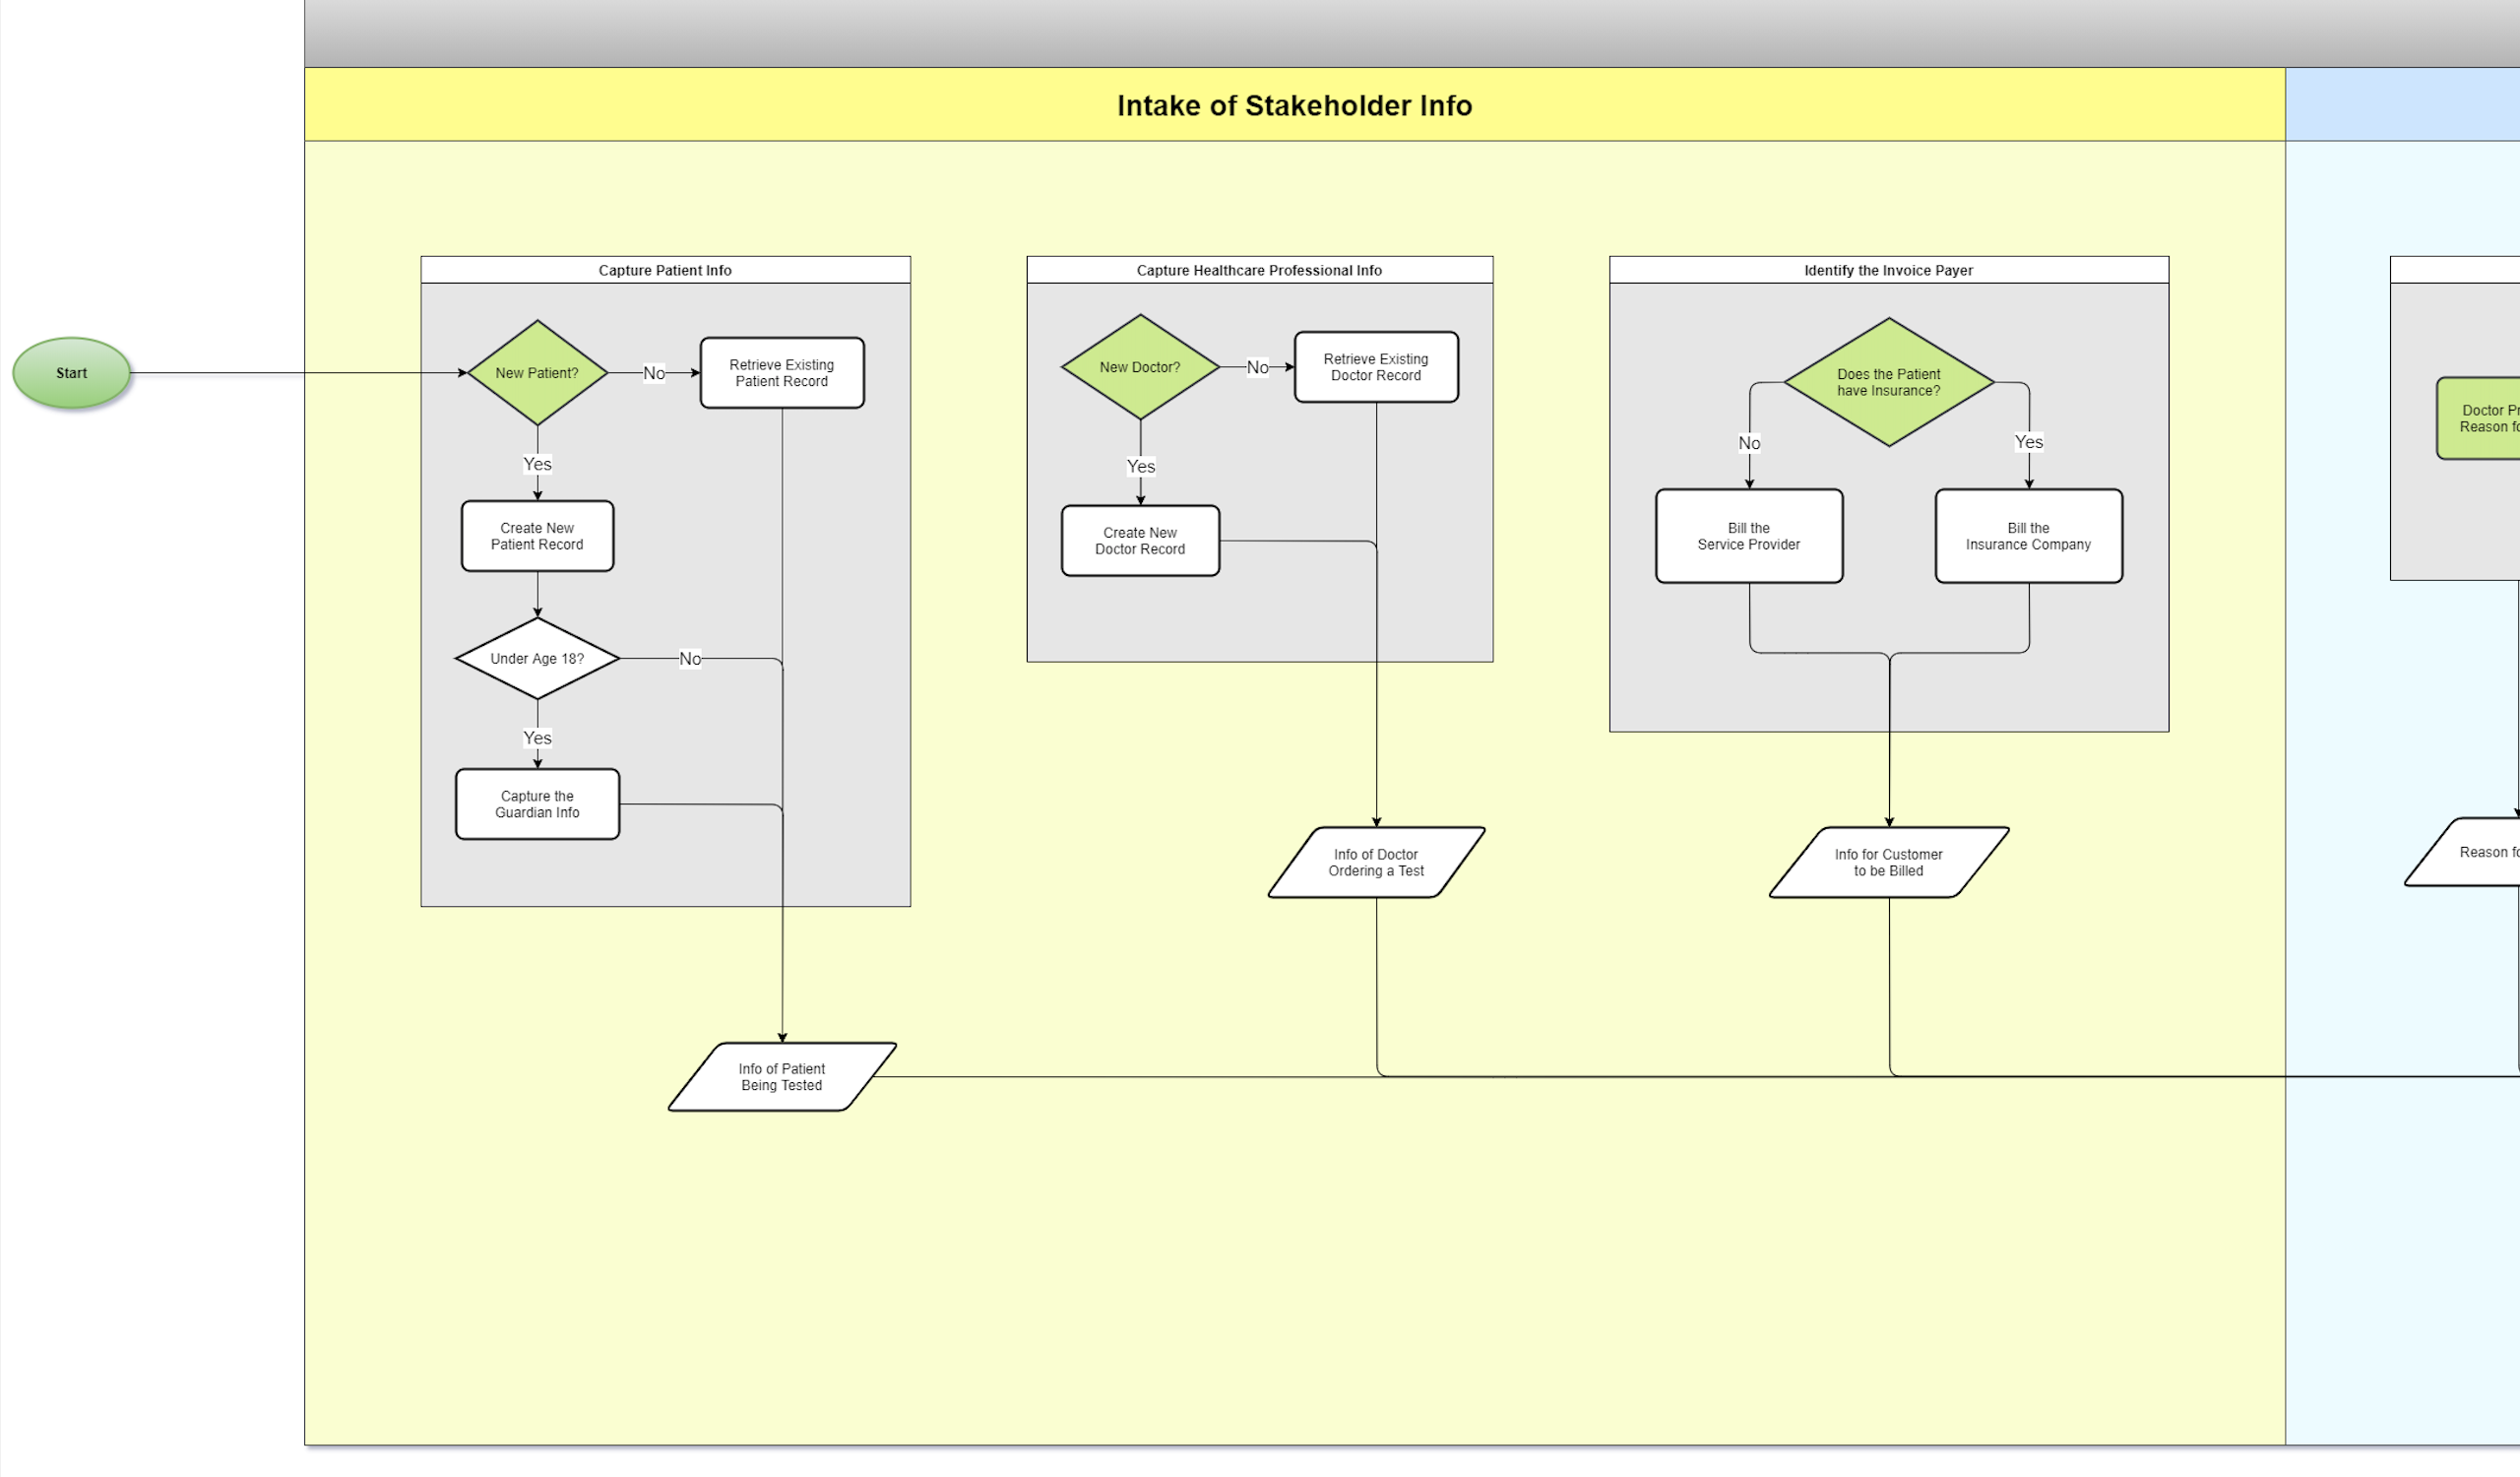 Intake of Stakeholder Info
Start
Capture Patient Info
New Patient?
No
Retrieve Existing
Patient Record
Yes
Create New
Patient Record
Under Age 18?
No
Yes
Capture the
Guardian Info
Info of Patient
Being Tested
Capture Healthcare Professional Info
New Doctor?
No
Retrieve Existing
Doctor Record
Yes
Create New
Doctor Record
Info of Doctor
Ordering a Test
Identify the Invoice Payer
Does the Patient
have Insurance?
No
Yes
Bill the
Service Provider
Bill the
Insurance Company
Info for Customer
to be Billed
Doctor
Reason
Reason